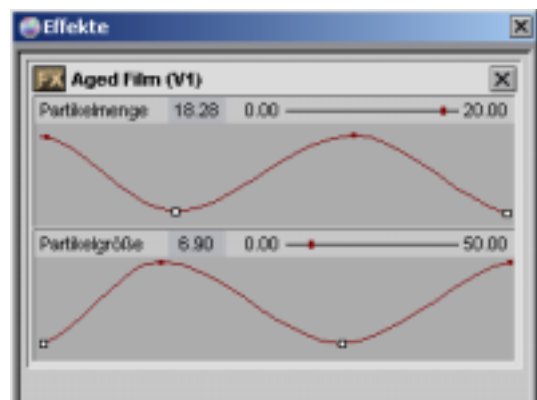 Effekte
FX Aged Film (V1)
Partikelmenge 18.28 0.00 20.00
Partikelgröße 6.90 0.00 50.00